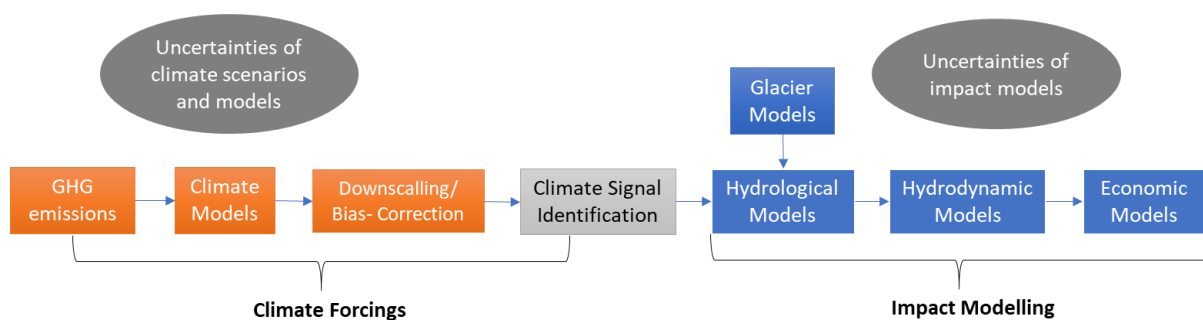 Uncertainties of
climate scenarios
and models
Uncertainties of
impact models
Glacier
Models
GHG
emissions
Climate
Models
Downscalling/
Bias- Correction
Climate Signal
Identification
Hydrological
Models
Hydrodynamic
Models
Economic
Models
Climate Forcings
Impact Modelling